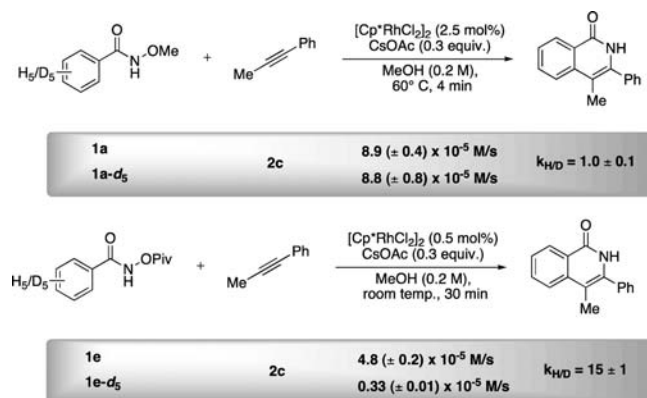 O
N
H
OMe
H5/D5
+
Me
Ph
[Cp*RhCl2]2 (2.5 mol%)
CsOAc (0.3 equiv.)
MeOH (0.2 M),
60° C, 4 min
O
NH
Ph
Me
1a 2c 8.9 (± 0.4) x 10-5 M/s kH/D = 1.0 ± 0.1
1a-d5 8.8 (± 0.8) x 10-5 M/s
O
N
H
OPiv
H5/D5
+
Me
Ph
[Cp*RhCl2]2 (0.5 mol%)
CsOAc (0.3 equiv.)
MeOH (0.2 M),
room temp., 30 min
O
NH
Ph
Me
1e 2c 4.8 (± 0.2) x 10-5 M/s kH/D = 15 ± 1
1e-d5 0.33 (± 0.01) x 10-5 M/s